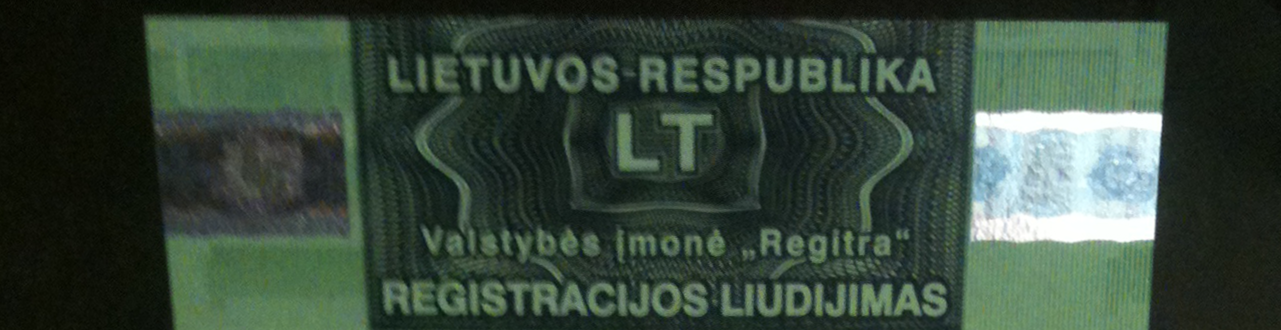 LIETUVOS RESPUBLIKA
LT
Valstybės įmonė „Regitra“
REGISTRACIJOS LIUDIJIMAS